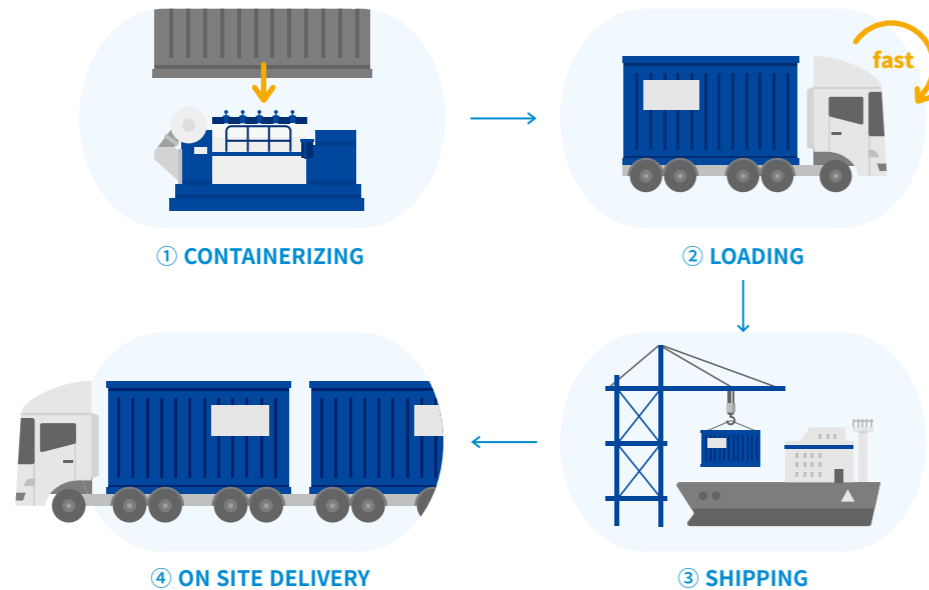 fast
① CONTAINERIZING
② LOADING
④ ON SITE DELIVERY
③ SHIPPING